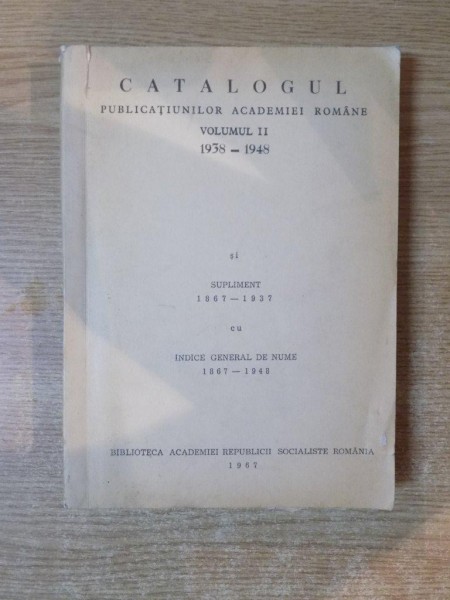 CATALOGUL
PUBLICAȚIUNILOR ACADEMIEI ROMÂNE
VOLUMUL II
1938 — 1948
și
SUPLIMENT
1867 — 1937
cu
INDICE GENERAL DE NUME
1867 — 1948
BIBLIOTECA ACADEMIEI REPUBLICII SOCIALISTE ROMÂNIA
1967